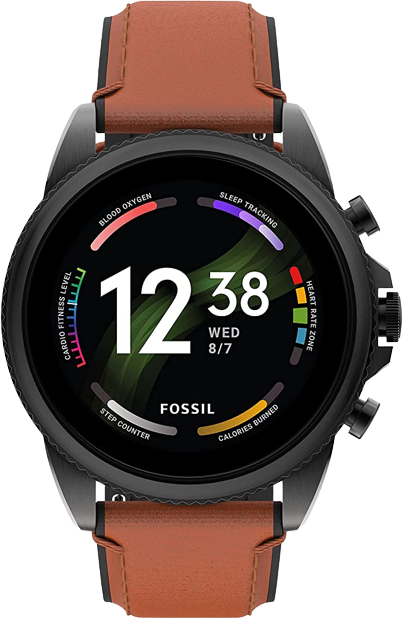 BLOOD OXYGEN
SLEEP TRACKING
CARDIO FITNESS LEVEL
12
38
HEART RATE ZONE
WED
8/7
FOSSIL
STEP COUNTER
CALORIES BURNED